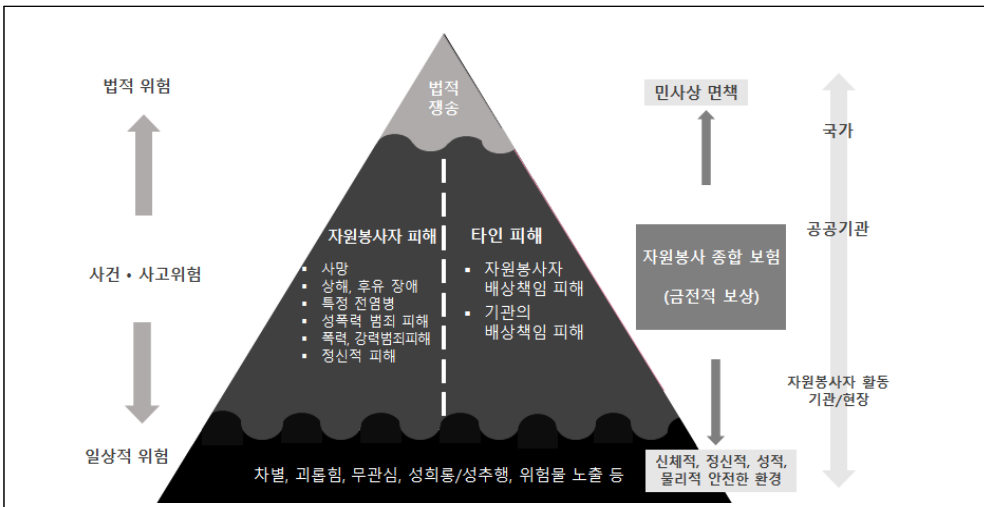 법적 위험
사건・사고위험
일상적 위험
법적
쟁송
자원봉사자 피해
▪ 사망
▪ 상해, 후유 장애
▪ 특정 전염병
▪ 성폭력 범죄 피해
▪ 폭력, 강력범죄피해
▪ 정신적 피해
타인 피해
▪ 자원봉사자
배상책임 피해
▪ 기관의
배상책임 피해
차별, 괴롭힘, 무관심, 성희롱/성추행, 위험물 노출 등
민사상 면책
자원봉사 종합 보험
(금전적 보상)
신체적, 정신적, 성적,
물리적 안전한 환경
국가
공공기관
자원봉사자 활동
기관/현장